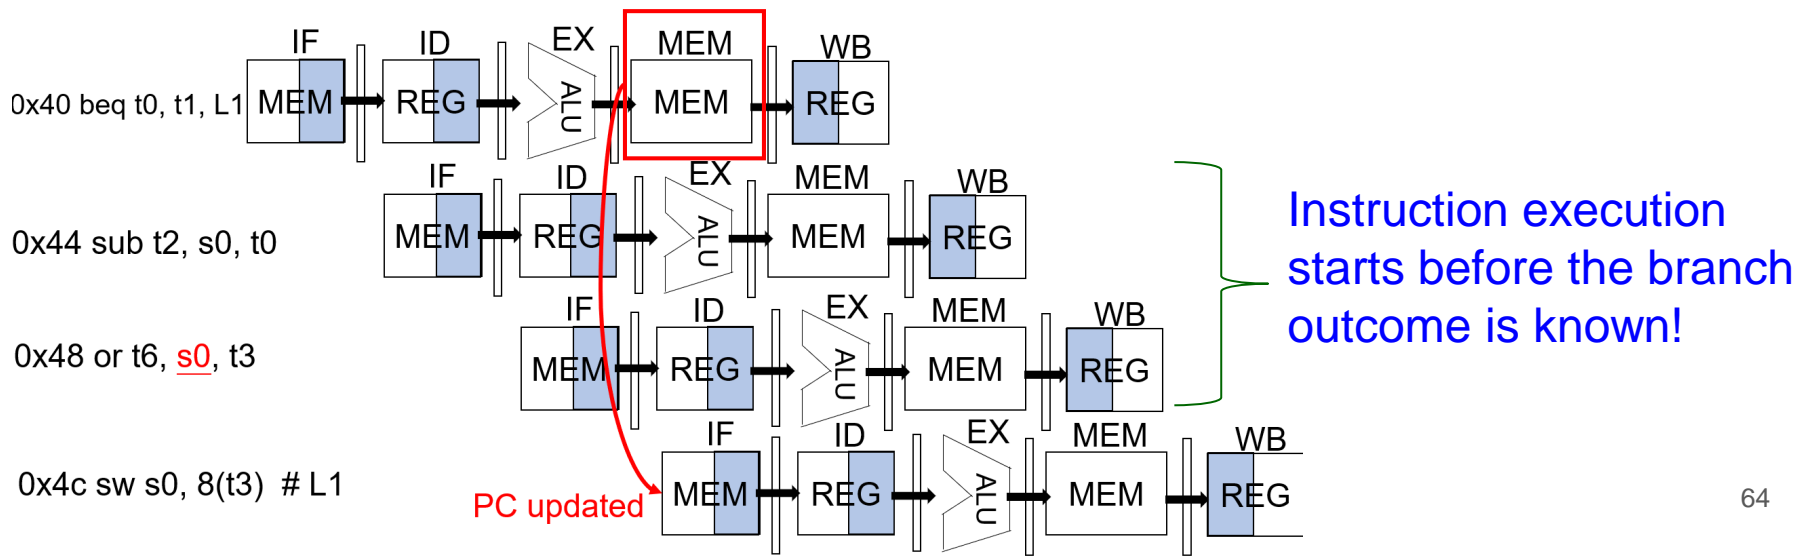 IF ID EX MEM WB
0x40 beq t0, t1, L1 MEM REG ALU MEM REG
IF ID EX MEM WB
0x44 sub t2, s0, t0 MEM REG ALU MEM REG
IF ID EX MEM WB
0x48 or t6, s0, t3 MEM REG ALU MEM REG
IF ID EX MEM WB
0x4c sw s0, 8(t3) # L1 PC updated MEM REG ALU MEM REG
Instruction execution
starts before the branch
outcome is known!
64